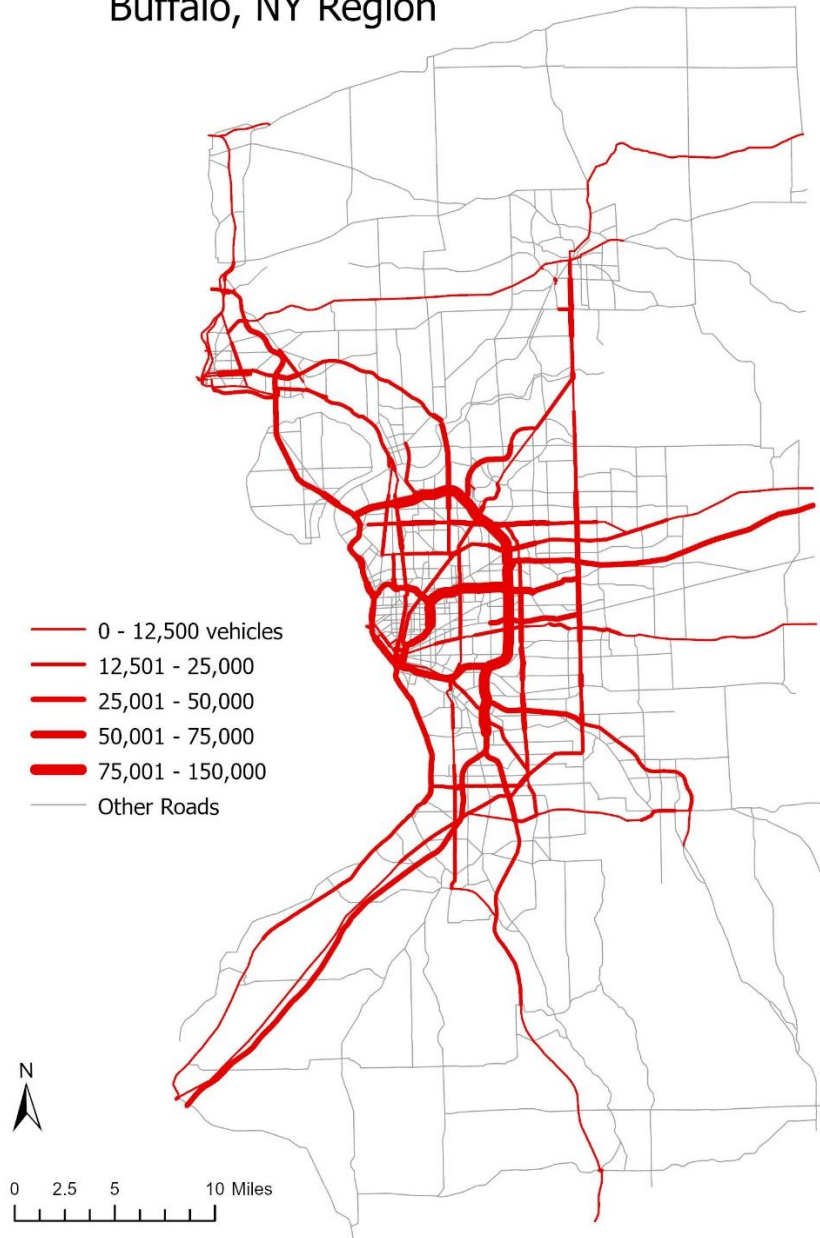 Buffalo, NY Region
0 - 12,500 vehicles
12,501 - 25,000
25,001 - 50,000
50,001 - 75,000
75,001 - 150,000
Other Roads
N
0 2.5 5 10 Miles